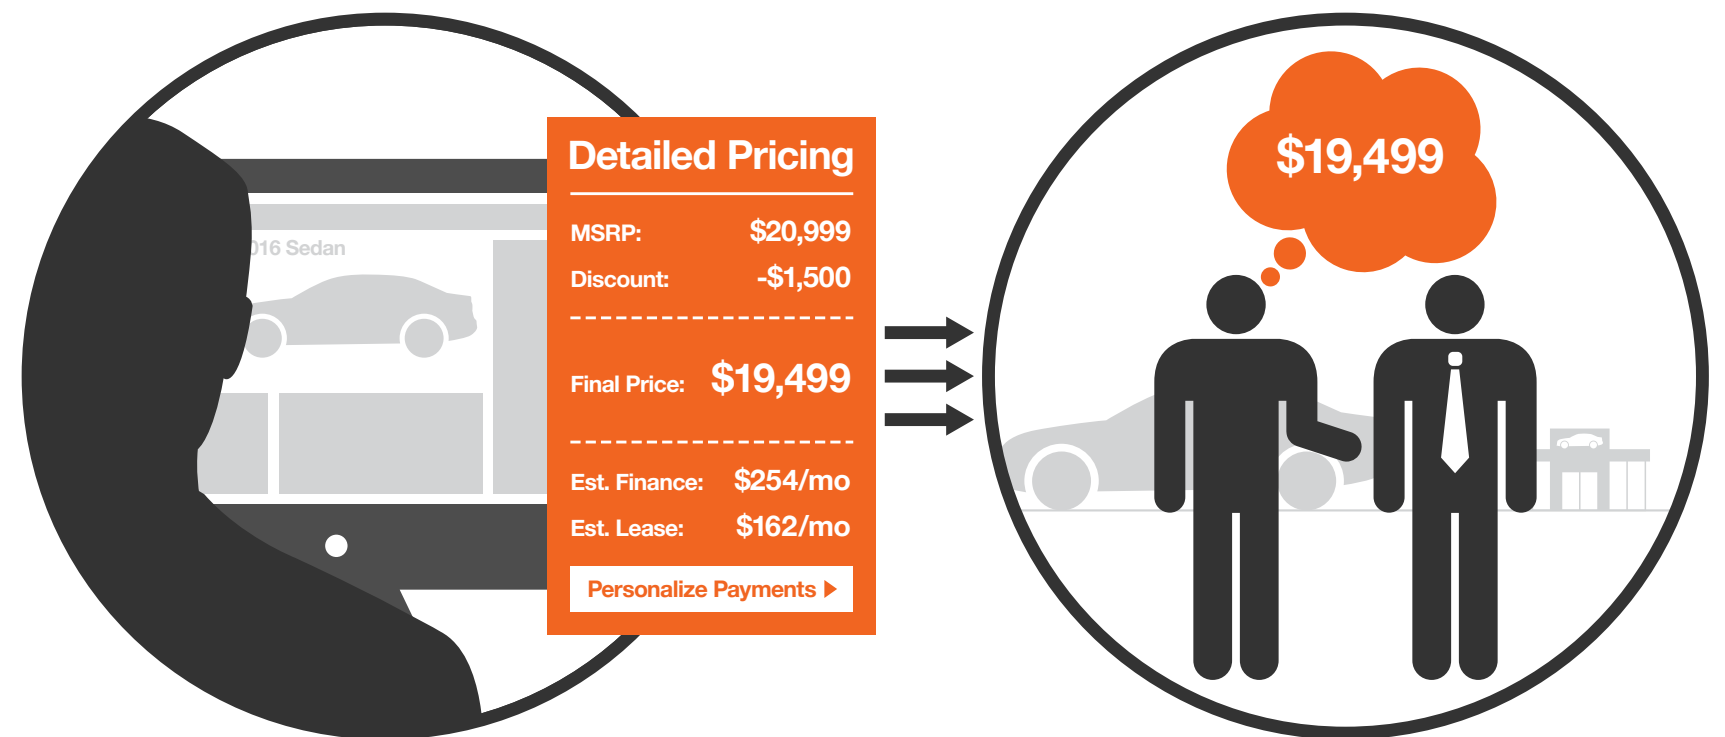 016 Sedan
Detailed Pricing
MSRP: $20,999
Discount: -$1,500
Final Price: $19,499
Est. Finance: $254/mo
Est. Lease: $162/mo
Personalize Payments
$19,499